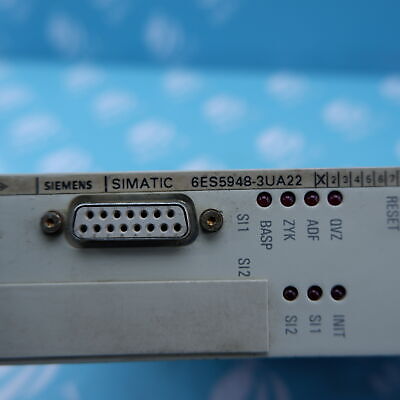 SIEMENS SIMATIC 6ES5948-3UA22 X 2 3 4 5 6 7
RESET
SI1 BASP ZYK ADF QVZ
SI2
SI2 SI1 INIT